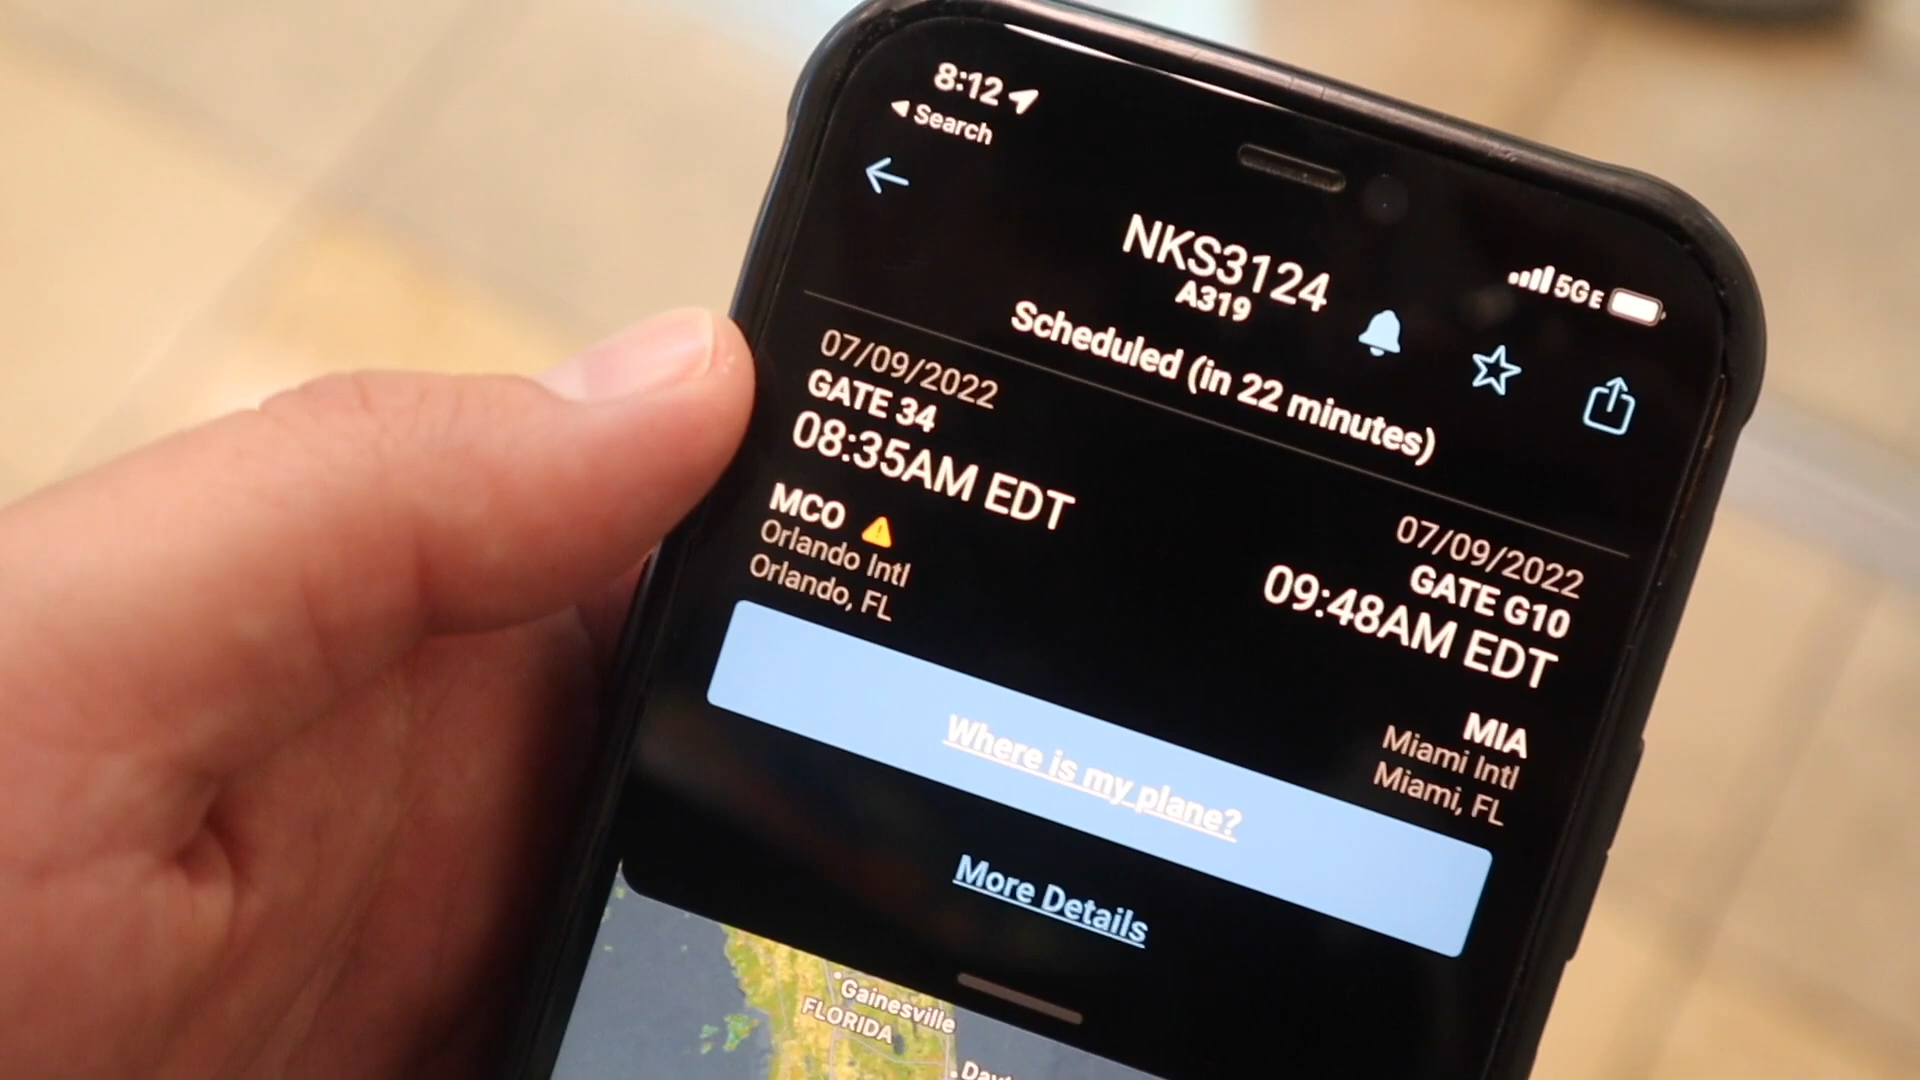 8:12
Search
5GE
NKS3124
A319
Scheduled (in 22 minutes)
07/09/2022
GATE 34
08:35AM EDT
MCO
Orlando Intl
Orlando, FL
07/09/2022
GATE G10
09:48AM EDT
MIA
Miami Intl
Miami, FL
Where is my plane?
More Details
Gainesville
FLORIDA